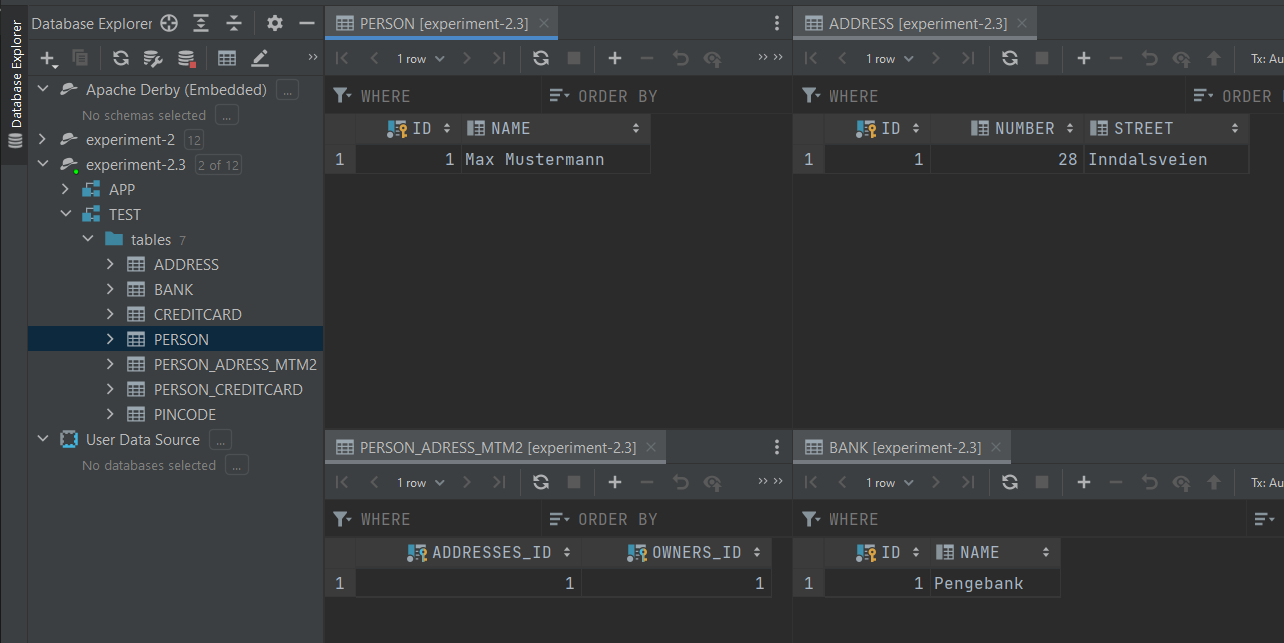 Database Explorer
Database Explorer
Apache Derby (Embedded) ...
No schemas selected ...
experiment-2 12
experiment-2.3 2 of 12
APP
TEST
tables 7
ADDRESS
BANK
CREDITCARD
PERSON
PERSON_ADRESS_MTM2
PERSON_CREDITCARD
PINCODE
User Data Source ...
No databases selected ...
PERSON [experiment-2.3]
1 row
WHERE ORDER BY
ID NAME
1 1 Max Mustermann
ADDRESS [experiment-2.3]
1 row Tx: Au
WHERE ORDER
ID NUMBER STREET
1 1 28 Inndalsveien
PERSON_ADRESS_MTM2 [experiment-2.3]
1 row
WHERE ORDER BY
ADDRESSES_ID OWNERS_ID
1 1 1
BANK [experiment-2.3]
1 row Tx: Au
WHERE
ID NAME
1 1 Pengebank